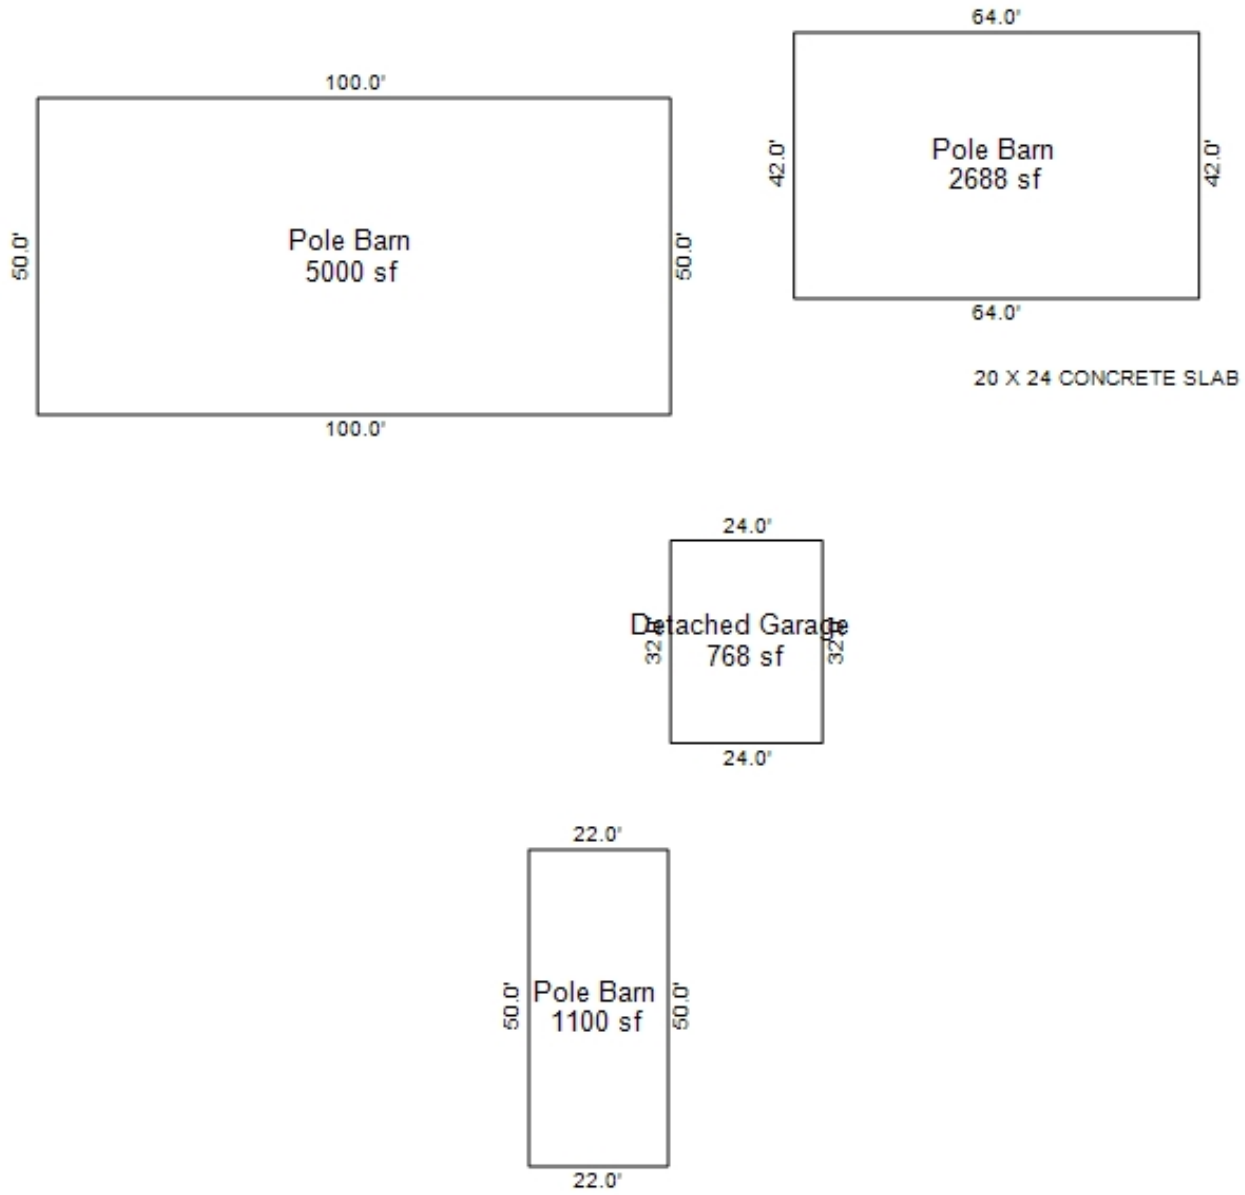 100.0'
50.0'
Pole Barn
5000 sf
50.0'
100.0'
64.0'
42.0'
Pole Barn
2688 sf
42.0'
64.0'
20 X 24 CONCRETE SLAB
24.0'
Detached Garage
768 sf
24.0'
22.0'
50.0'
Pole Barn
1100 sf
50.0'
22.0'